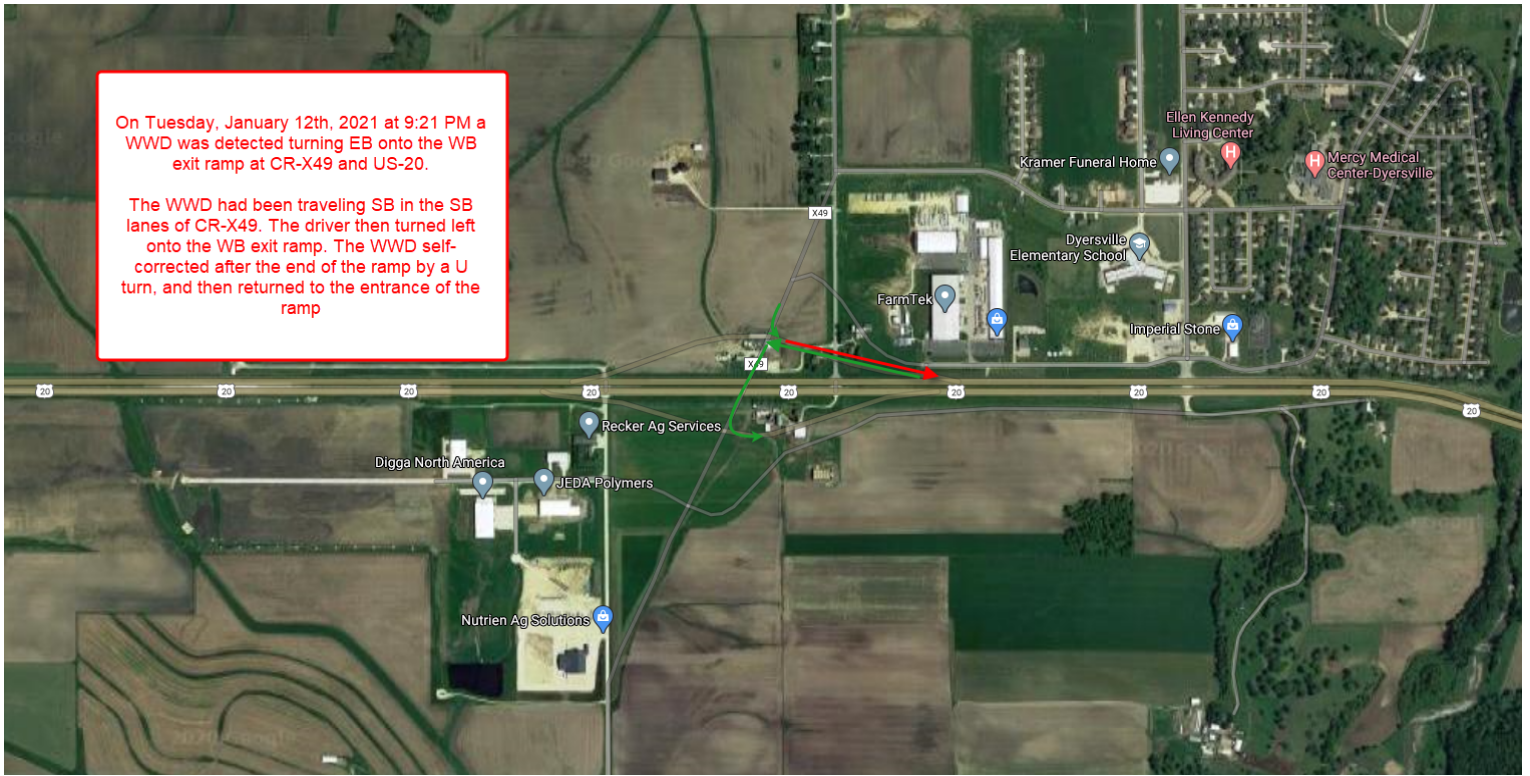 On Tuesday, January 12th, 2021 at 9:21 PM a
WWD was detected turning EB onto the WB
exit ramp at CR-X49 and US-20.
The WWD had been traveling SB in the SB
lanes of CR-X49. The driver then turned left
onto the WB exit ramp. The WWD self-
corrected after the end of the ramp by a U
turn, and then returned to the entrance of the
ramp
Ellen Kennedy
Living Center
H
H
Kramer Funeral Home
Mercy Medical
Center-Dyersville
X49
Dyersville
Elementary School
FarmTek
Imperial Stone
X49
20
20
20
20
20
20
20
20
20
Recker Ag Services
Digga North America
JEDA Polymers
Nutrien Ag Solutions